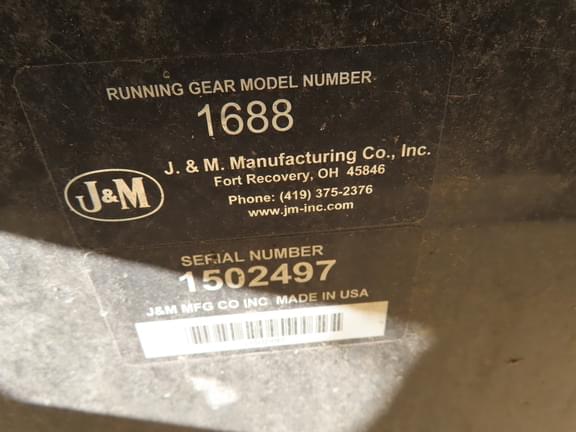 RUNNING GEAR MODEL NUMBER
1688
J. & M. Manufacturing Co., Inc.
Fort Recovery, OH 45846
J&M
Phone: (419) 375-2376
www.jm-inc.com
SERIAL NUMBER
1502497
J&M MFG CO INC MADE IN USA